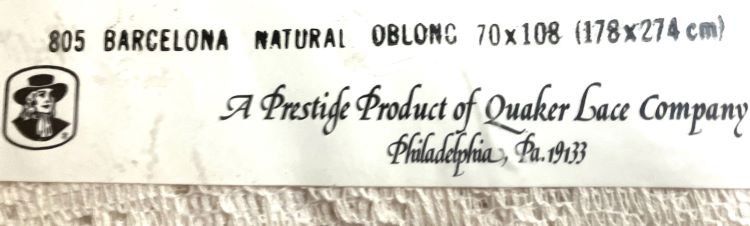 805 BARCELONA NATURAL OBLONG 70x108 (178x274 cm)
A Prestige Product of Quaker Lace Company
Philadelphia, Pa. 19133